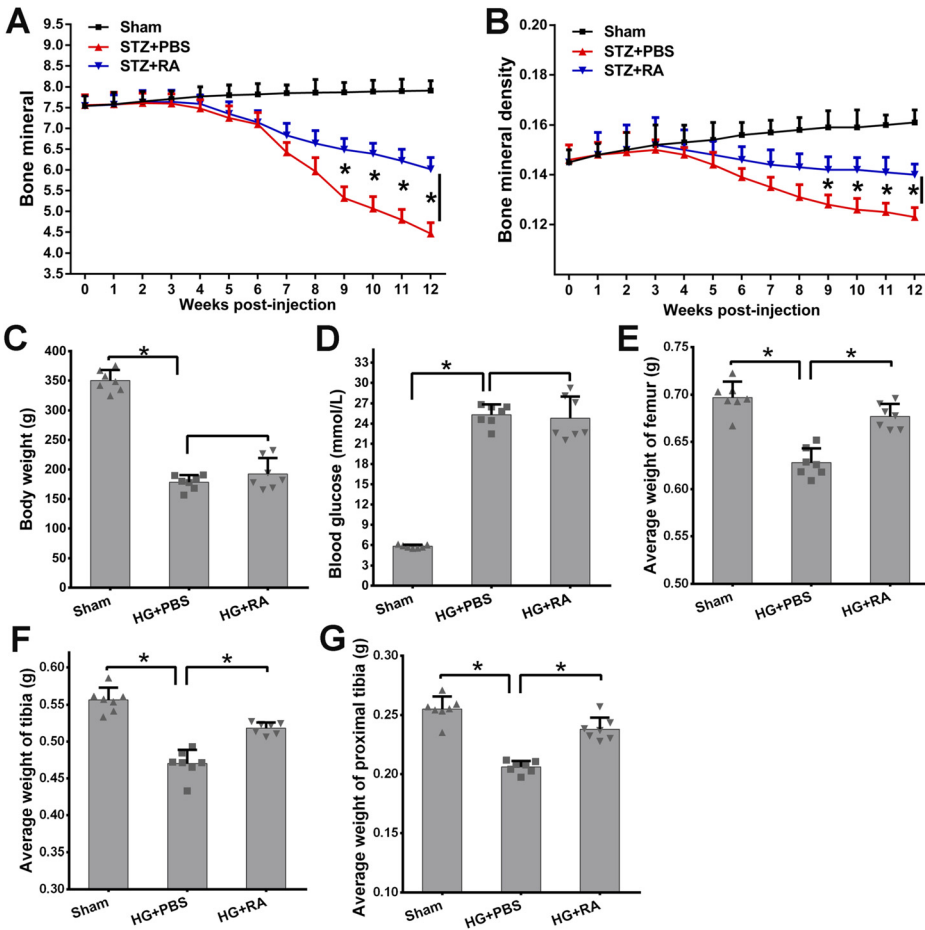 A
Sham
STZ+PBS
STZ+RA
Bone mineral
9.5
9.0
8.5
8.0
7.5
7.0
6.5
6.0
5.5
5.0
4.5
3.5
* * * *
0 1 2 3 4 5 6 7 8 9 10 11 12
Weeks post-injection
B
Sham
STZ+PBS
STZ+RA
Bone mineral density
0.20
0.18
0.16
0.14
0.12
* * * *
0 1 2 3 4 5 6 7 8 9 10 11 12
Weeks post-injection
C
Body weight (g)
400
350
300
250
200
150
100
50
0
*
Sham HG+PBS HG+RA
D
Blood glucose (mmol/L)
33
30
27
24
21
18
15
12
9
6
3
0
*
Sham HG+PBS HG+RA
E
Average weight of femur (g)
0.70
0.65
0.60
0.55
0.50
* *
Sham HG+PBS HG+RA
F
Average weight of tibia (g)
0.60
0.55
0.50
0.45
0.40
0.35
0.30
* *
Sham HG+PBS HG+RA
G
Average weight of proximal tibia (g)
0.25
0.20
0.15
0.10
* *
Sham HG+PBS HG+RA